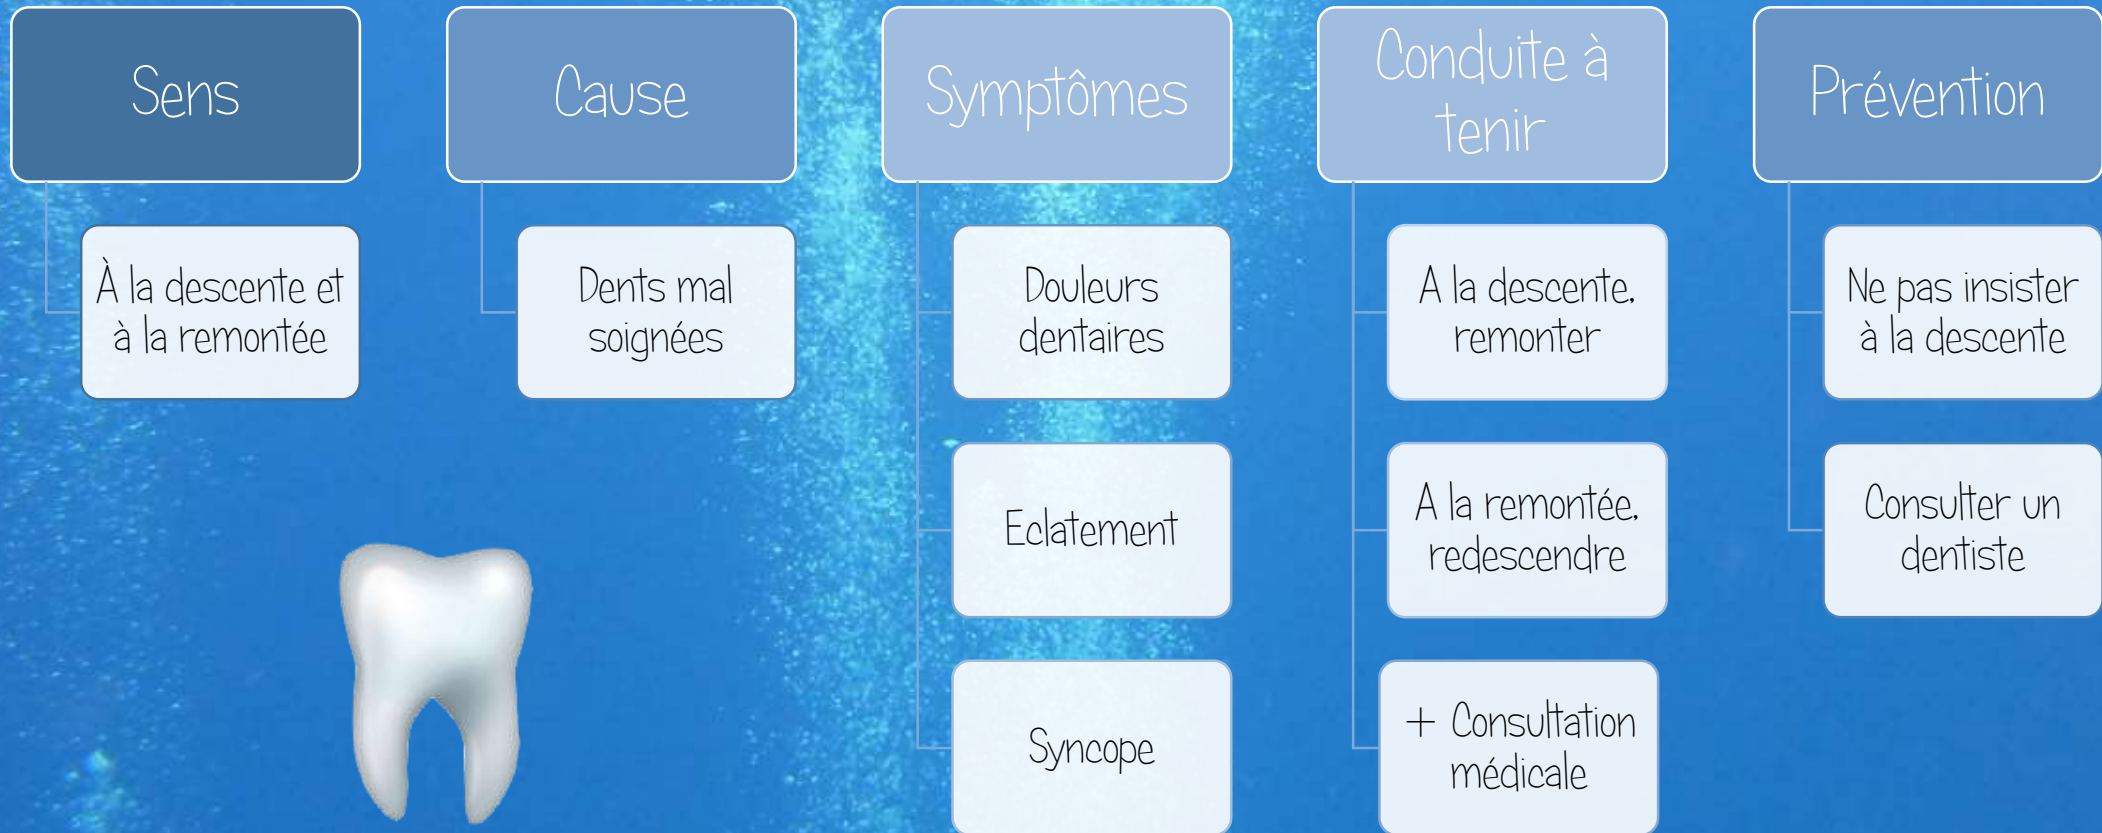 Sens
À la descente et
à la remontée
Cause
Dents mal
soignées
Symptômes
Douleurs
dentaires
Eclatement
Syncope
Conduite à
tenir
A la descente,
remonter
A la remontée,
redescendre
+ Consultation
médicale
Prévention
Ne pas insister
à la descente
Consulter un
dentiste